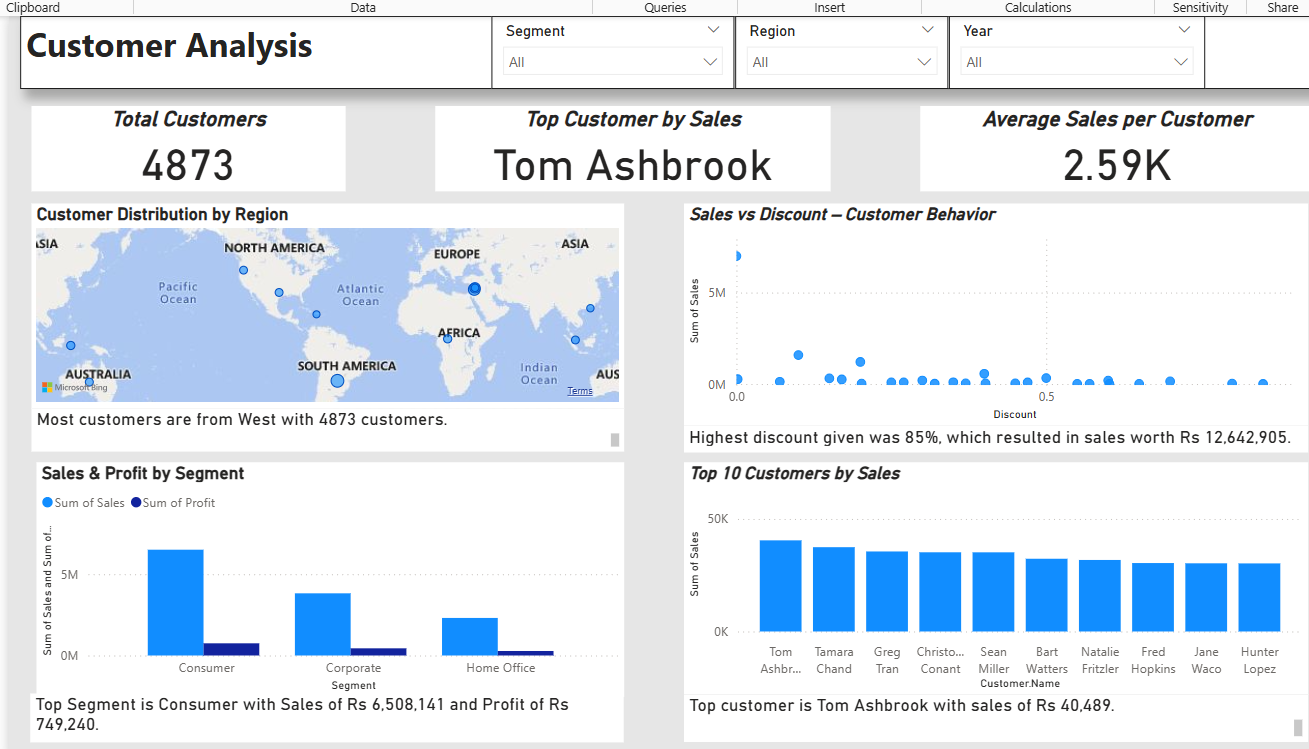 Clipboard Data Queries Insert Calculations Sensitivity Share
Customer Analysis
Segment
All
Region
All
Year
All
Total Customers
4873
Top Customer by Sales
Tom Ashbrook
Average Sales per Customer
2.59K
Customer Distribution by Region
ASIA
NORTH AMERICA
EUROPE
ASIA
Pacific
Ocean
Atlantic
Ocean
AFRICA
SOUTH AMERICA
Indian
Ocean
AUSTRALIA
AUS
Microsoft Bing
Terms
Most customers are from West with 4873 customers.
Sales vs Discount – Customer Behavior
Sum of Sales
5M
0M
0.0
0.5
Discount
Highest discount given was 85%, which resulted in sales worth Rs 12,642,905.
Sales & Profit by Segment
Sum of Sales Sum of Profit
Sum of Sales and Sum of...
5M
0M
Consumer
Corporate
Home Office
Segment
Top Segment is Consumer with Sales of Rs 6,508,141 and Profit of Rs
749,240.
Top 10 Customers by Sales
Sum of Sales
50K
0K
Tom
Ashbr...
Tamara
Chand
Greg
Tran
Christo...
Conant
Sean
Miller
Bart
Watters
Natalie
Fritzler
Fred
Hopkins
Jane
Waco
Hunter
Lopez
Customer.Name
Top customer is Tom Ashbrook with sales of Rs 40,489.